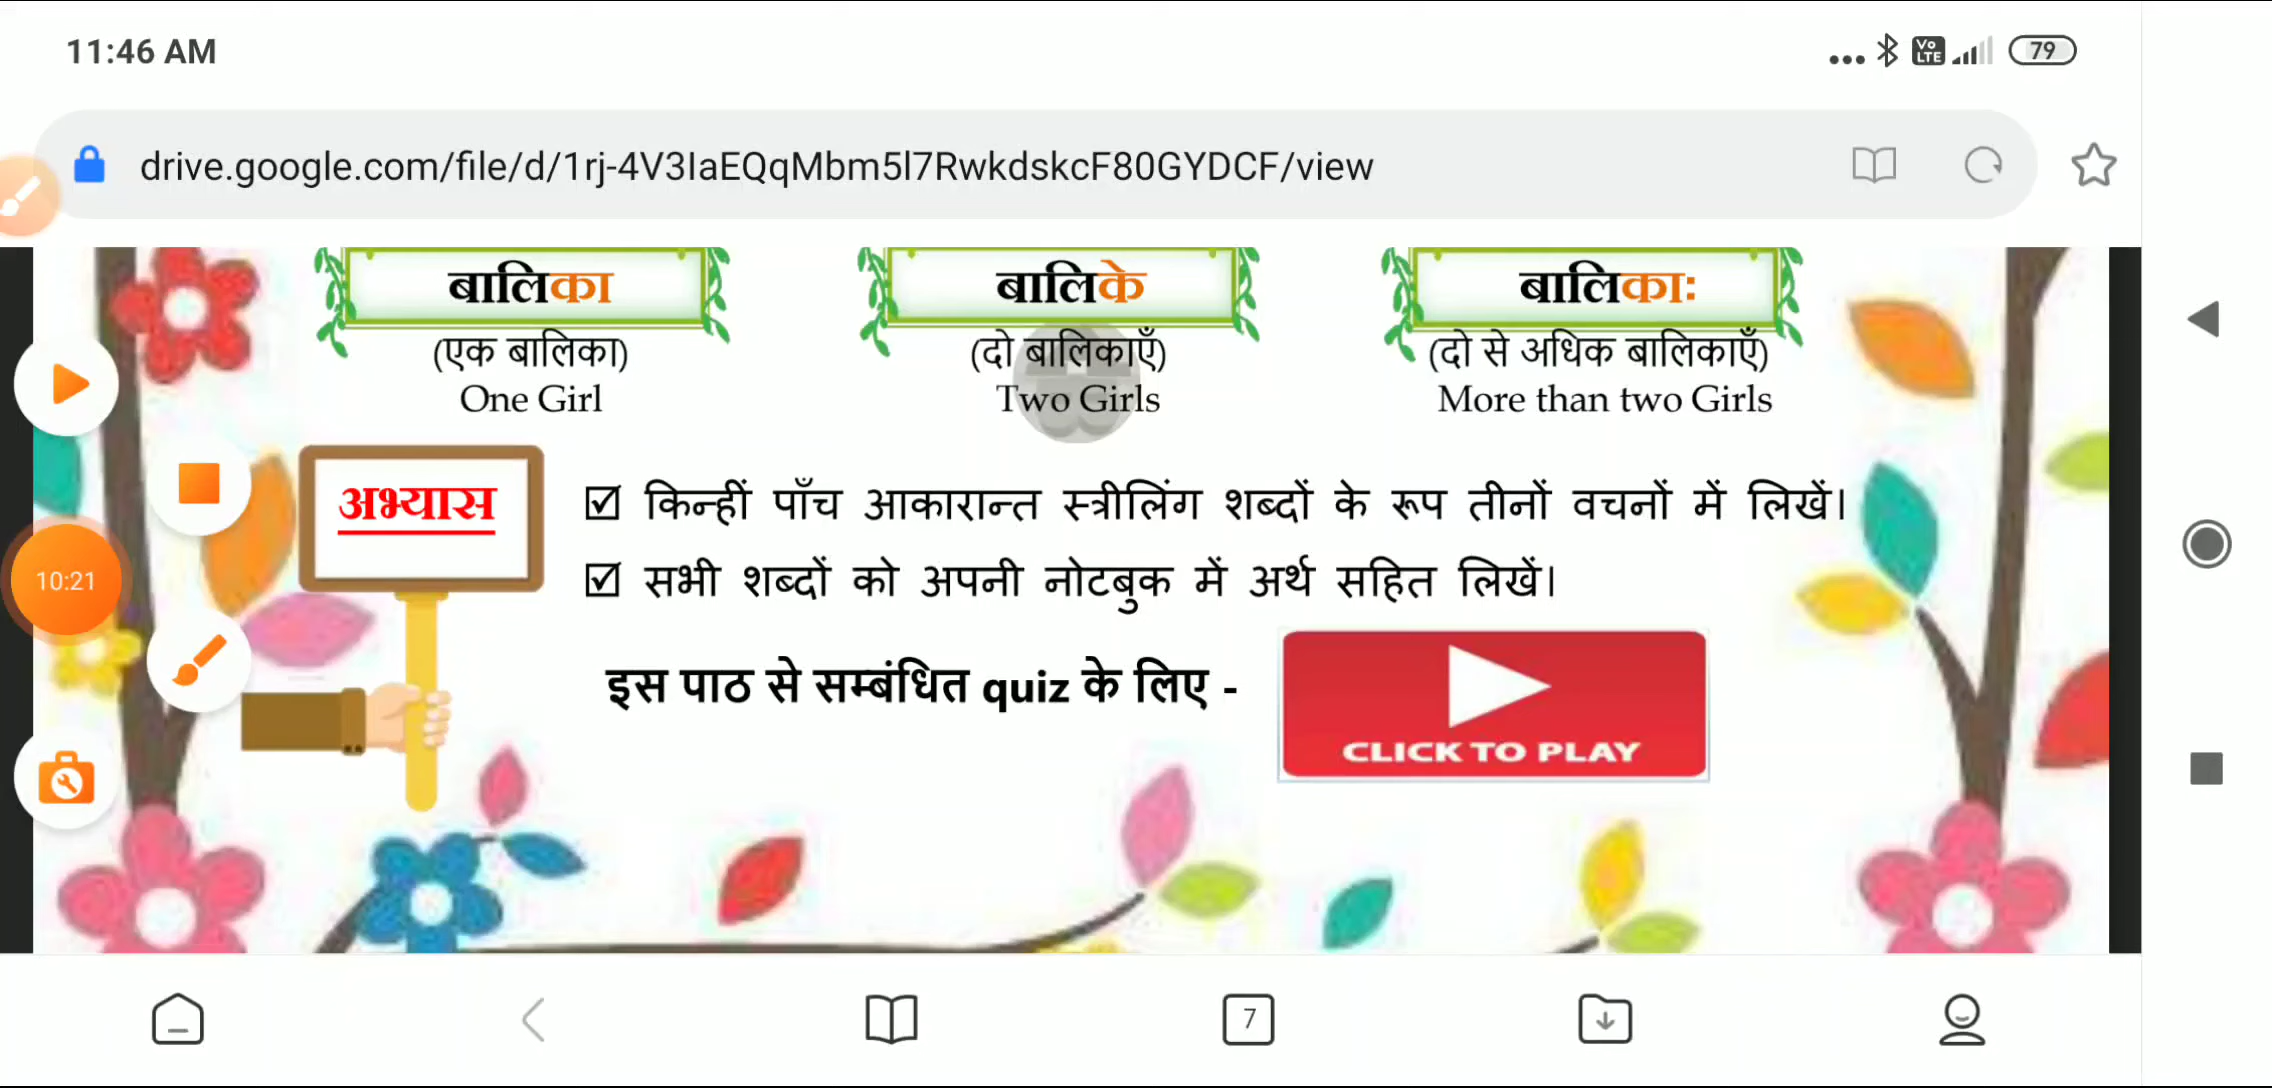 11:46 AM
Vo LTE 79
drive.google.com/file/d/1rj-4V3IaEQqMbm5l7RwkdskcF80GYDCF/view
बालिका बालिके बालिकाः
(एक बालिका) (दो बालिकाएँ) (दो से अधिक बालिकाएँ)
One Girl Two Girls More than two Girls
अभ्यास
किन्हीं पाँच आकारान्त स्त्रीलिंग शब्दों के रूप तीनों वचनों में लिखें।
सभी शब्दों को अपनी नोटबुक में अर्थ सहित लिखें।
10:21
इस पाठ से सम्बंधित quiz के लिए -
CLICK TO PLAY
7